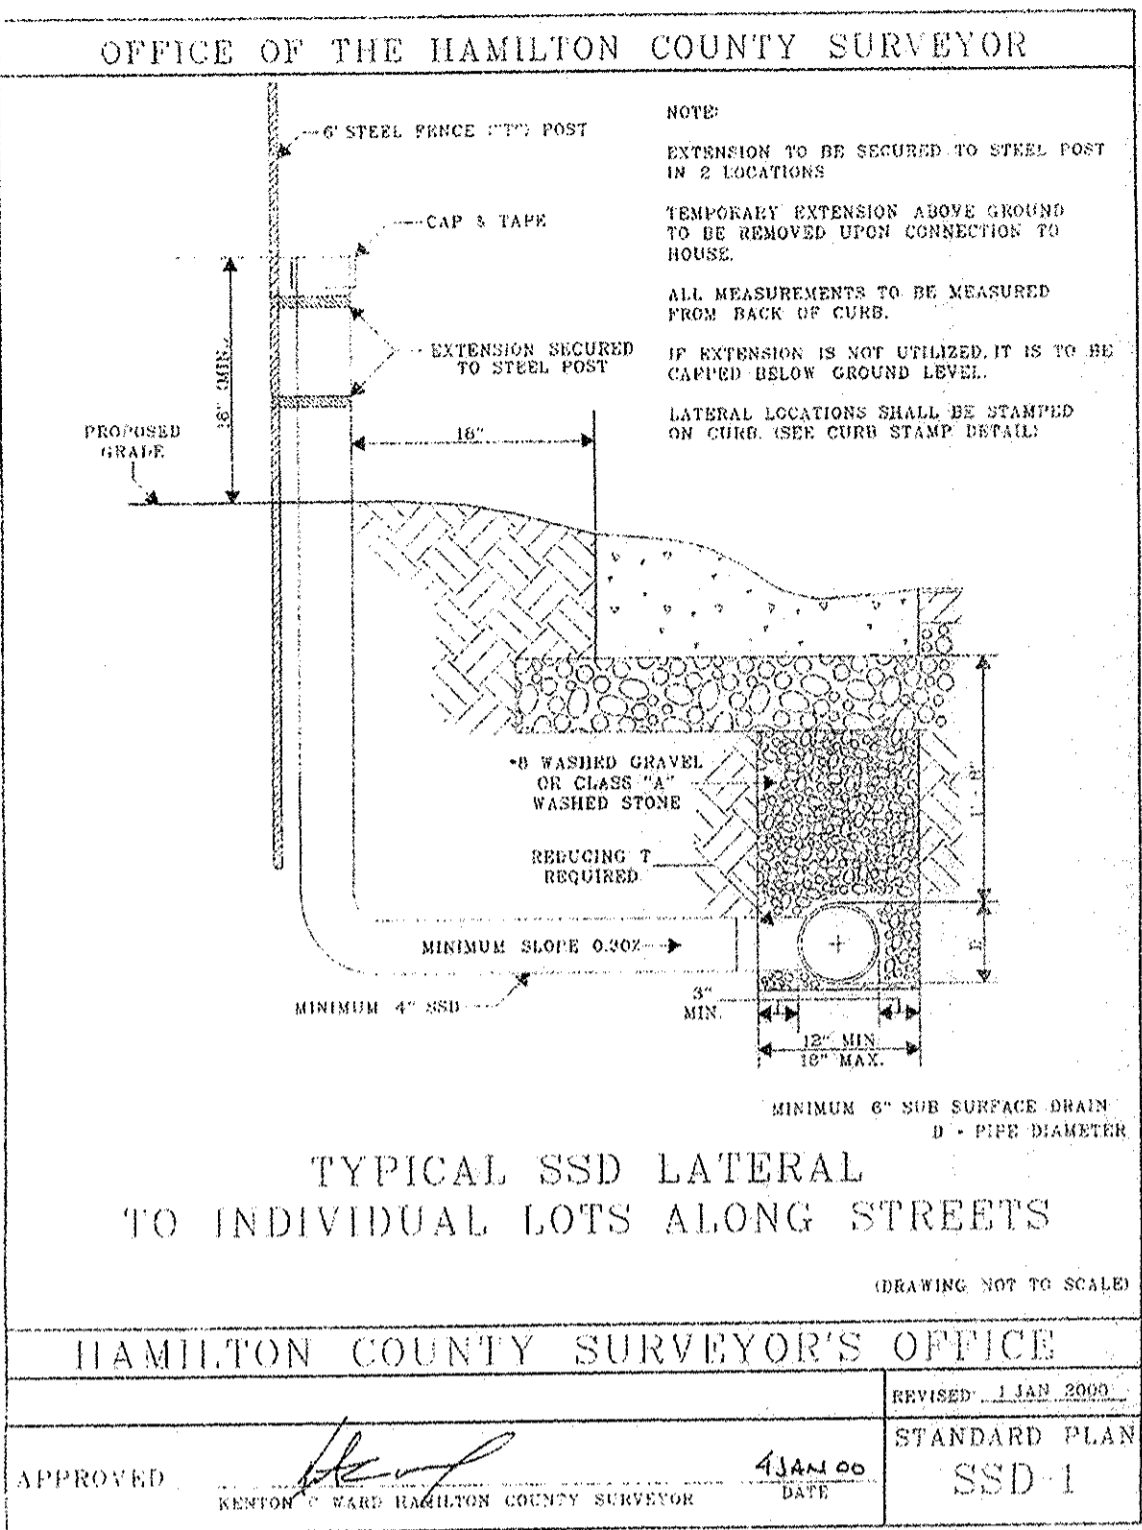 OFFICE OF THE HAMILTON COUNTY SURVEYOR
6' STEEL FENCE ("T") POST
CAP & TAPE
EXTENSION SECURED
TO STEEL POST
18" MIN.
PROPOSED
GRADE
18"
NOTE:
EXTENSION TO BE SECURED TO STEEL POST
IN 2 LOCATIONS
TEMPORARY EXTENSION ABOVE GROUND
TO BE REMOVED UPON CONNECTION TO
HOUSE.
ALL MEASUREMENTS TO BE MEASURED
FROM BACK OF CURB.
IF EXTENSION IS NOT UTILIZED, IT IS TO BE
CAPPED BELOW GROUND LEVEL.
LATERAL LOCATIONS SHALL BE STAMPED
ON CURB. (SEE CURB STAMP DETAIL)
8 WASHED GRAVEL
OR CLASS "A"
WASHED STONE
REDUCING T
REQUIRED
MINIMUM SLOPE
MINIMUM 4" SSD
D
3"
MIN.
12" MIN
18" MAX.
MINIMUM 6" SUB SURFACE DRAIN
D - PIPE DIAMETER
TYPICAL SSD LATERAL
TO INDIVIDUAL LOTS ALONG STREETS
(DRAWING NOT TO SCALE)
HAMILTON COUNTY SURVEYOR'S OFFICE
REVISED: 1 JAN 2000
STANDARD PLAN
SSD-1
APPROVED
4 JAN 00
KENTON C WARD HAMILTON COUNTY SURVEYOR
DATE